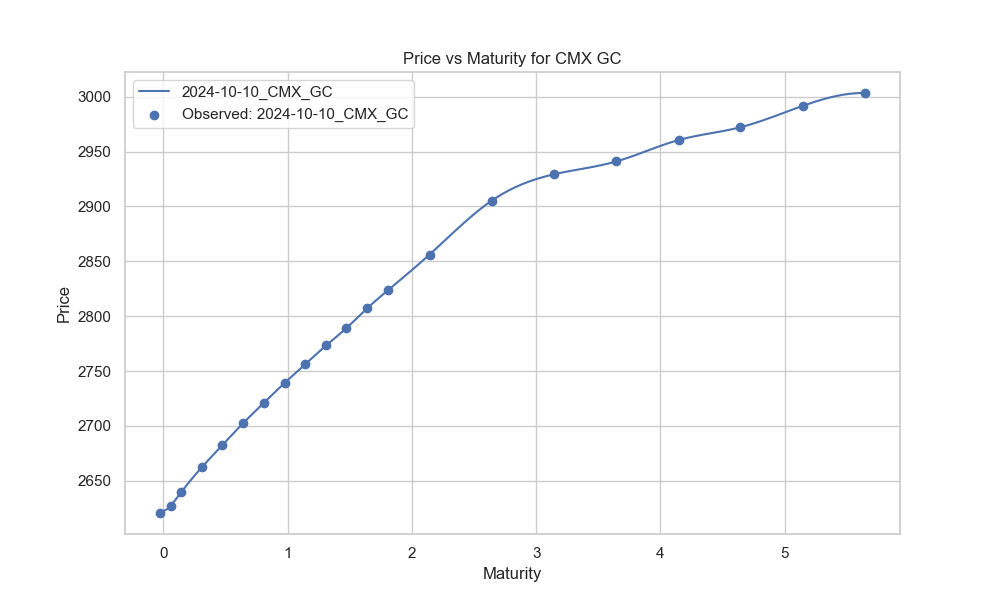 Price vs Maturity for CMX GC
2024-10-10_CMX_GC
Observed: 2024-10-10_CMX_GC
3000
2950
2900
2850
2800
2750
2700
2650
Price
0 1 2 3 4 5
Maturity